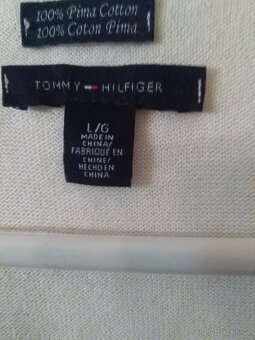 100% Pima Cotton
100% Coton Pima
TOMMY HILFIGER
L/G
MADE IN
CHINA/
FABRIQUÉ EN
CHINE/
HECHO EN
CHINA